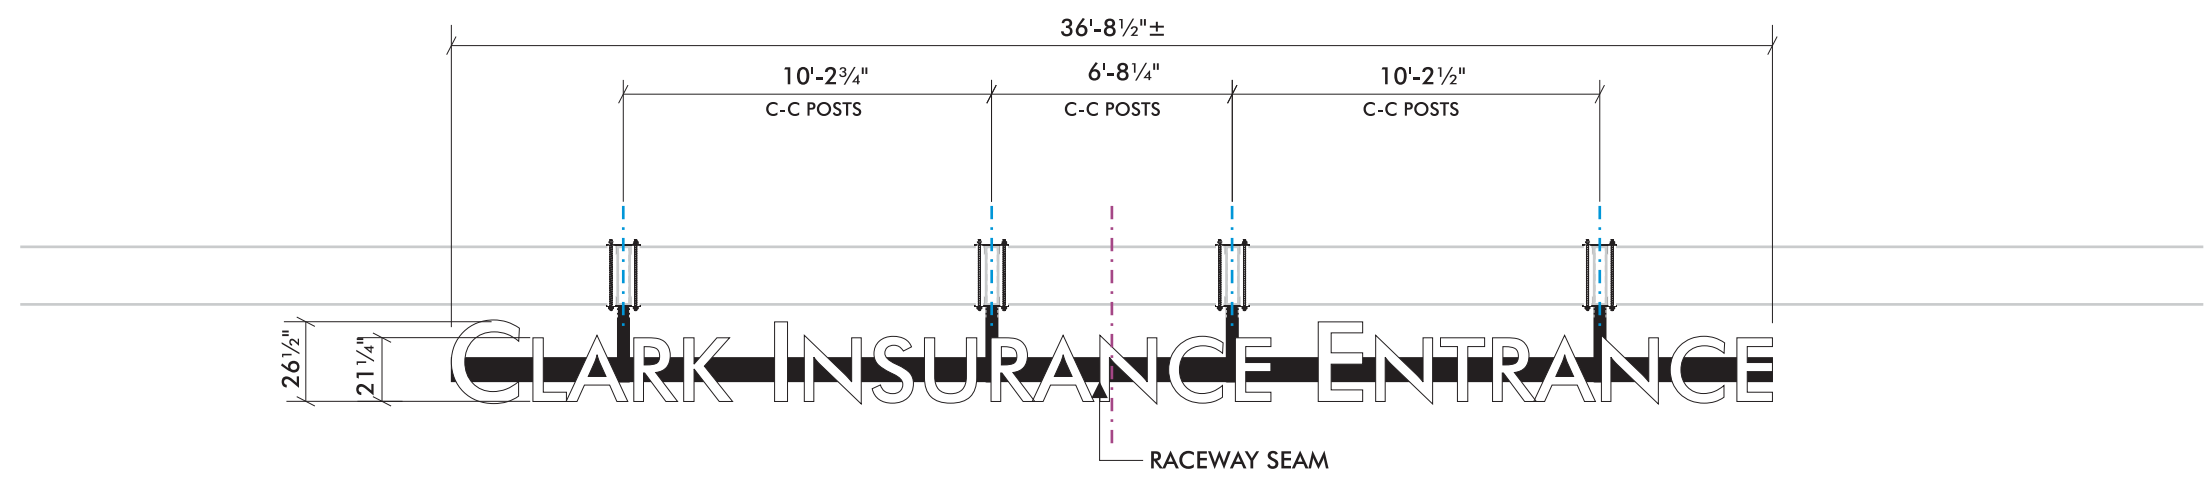 36'-8½"±
10'-2¾"
6'-8¼"
10'-2½"
C-C POSTS
C-C POSTS
C-C POSTS
26½"
21¼"
CLARK INSURANCE ENTRANCE
RACEWAY SEAM